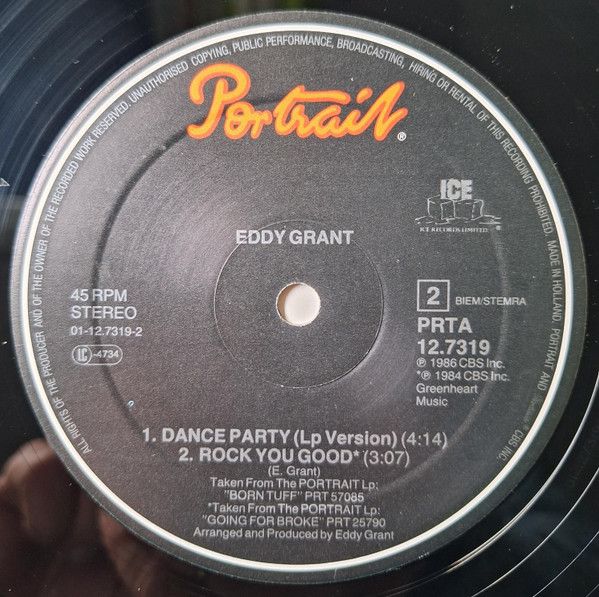 ALL RIGHTS OF THE PRODUCER AND OF THE OWNER OF THE RECORDED WORK RESERVED. UNAUTHORISED COPYING, PUBLIC PERFORMANCE, BROADCASTING, HIRING OR RENTAL OF THIS RECORDING PROHIBITED. MADE IN HOLLAND. PORTRAIT AND
CBS INC.
Portrait®
ICE
ICE RECORDS LIMITED
EDDY GRANT
45 RPM
STEREO
01-12.7319-2
LC -4734
2 BIEM/STEMRA
PRTA
12.7319
℗ 1986 CBS Inc.
*℗ 1984 CBS Inc.
Greenheart
Music
1. DANCE PARTY (Lp Version) (4:14)
2. ROCK YOU GOOD* (3:07)
(E. Grant)
Taken From The PORTRAIT Lp:
"BORN TUFF" PRT 57085
*Taken From The PORTRAIT Lp:
"GOING FOR BROKE" PRT 25790
Arranged and Produced by Eddy Grant